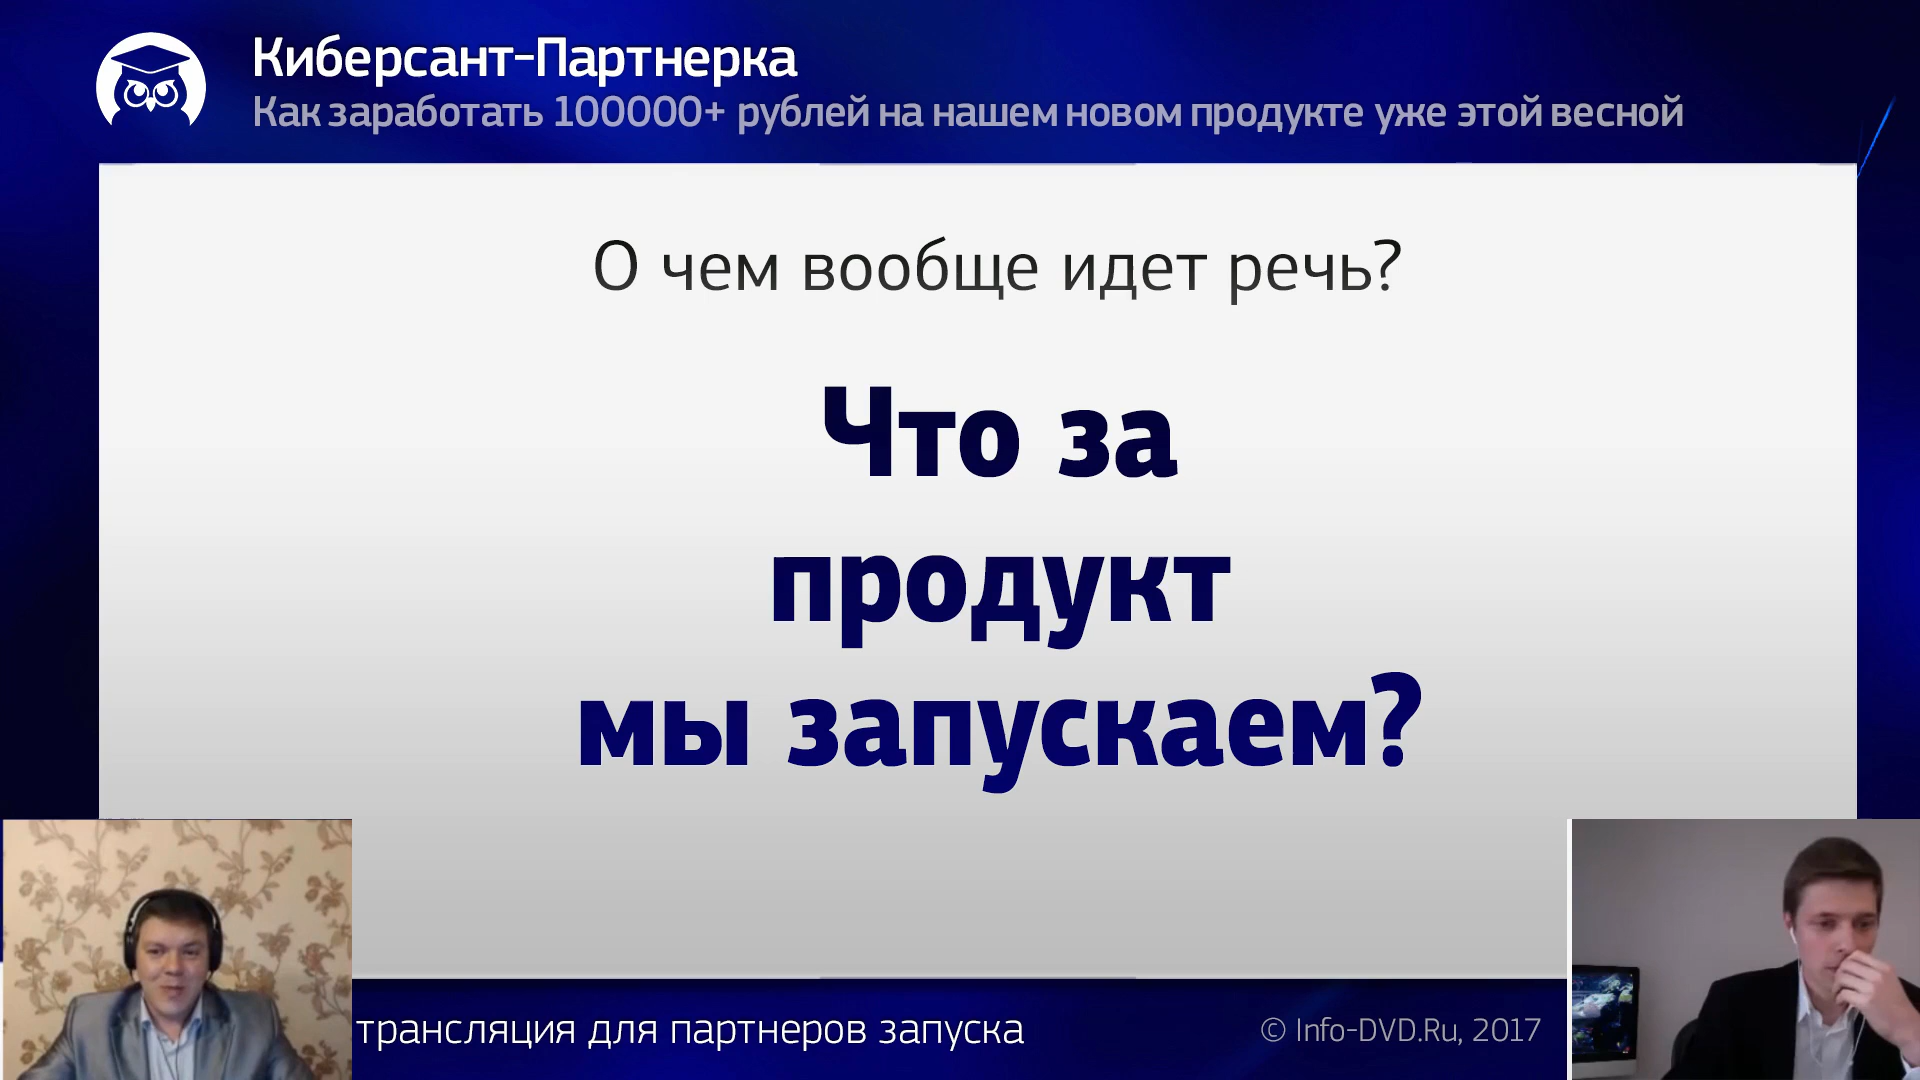 Киберсант-Партнерка
Как заработать 100000+ рублей на нашем новом продукте уже этой весной
О чем вообще идет речь?
Что за
продукт
мы запускаем?
трансляция для партнеров запуска
© Info-DVD.Ru, 2017